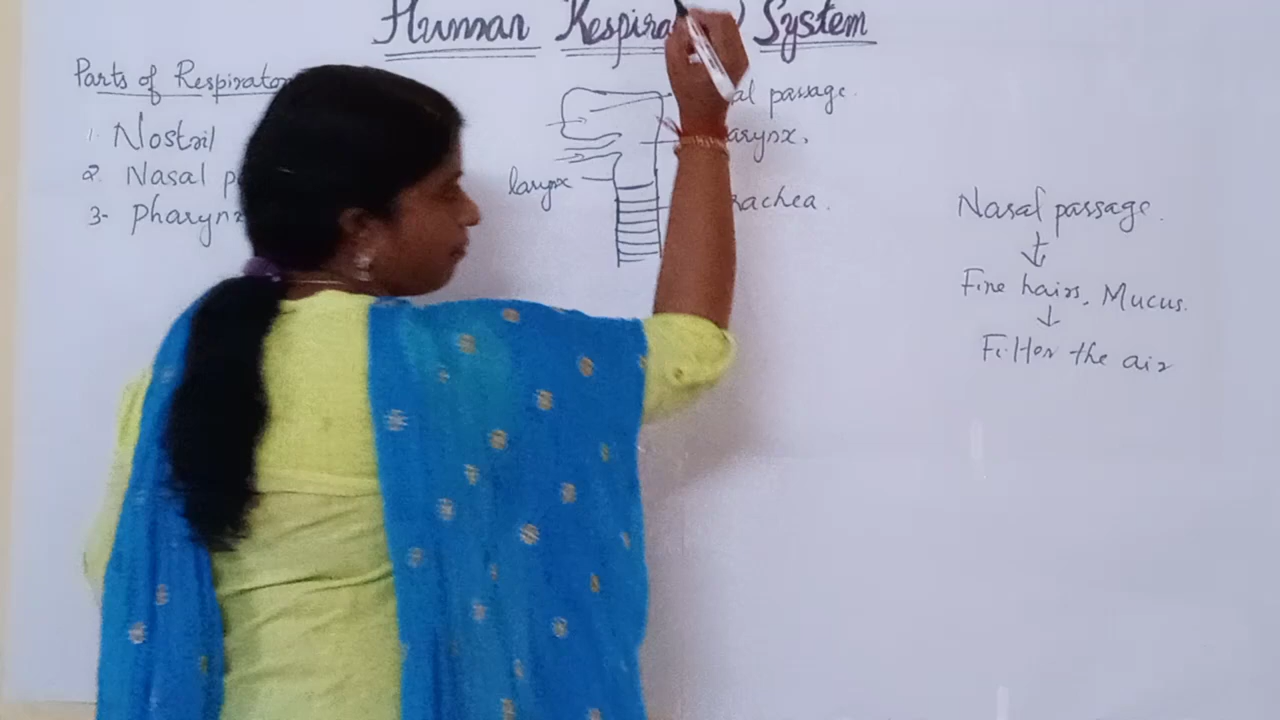 Human Respira System
Parts of Respirator
1. Nostril
2. Nasal p
3- Pharynx
al passage.
arynx,
larynx
rachea.
Nasal passage.
Fine hairs, Mucus.
Filter the air